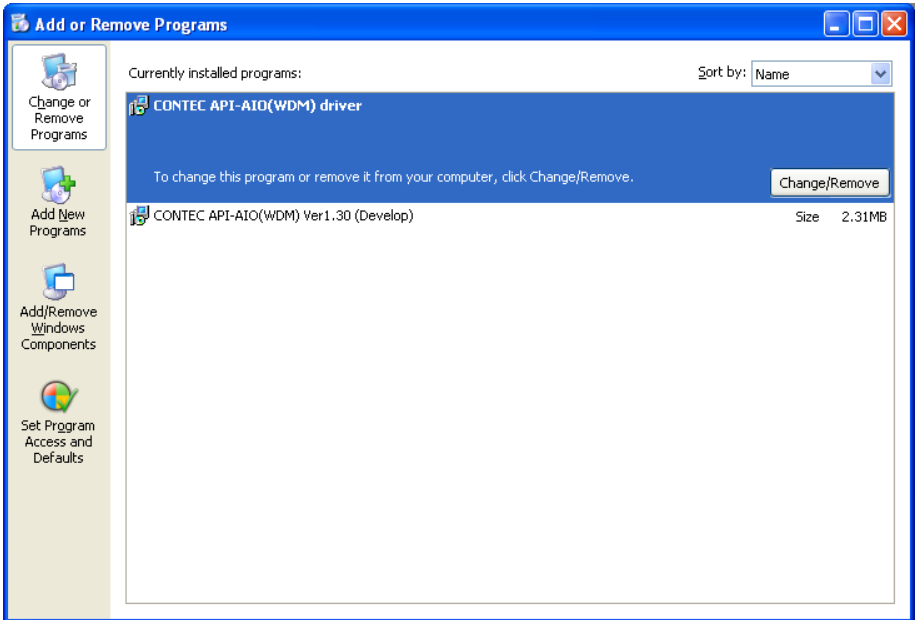 Add or Remove Programs
Change or
Remove
Programs
Currently installed programs:
Sort by: Name
CONTEC API-AIO(WDM) driver
To change this program or remove it from your computer, click Change/Remove.
Change/Remove
CONTEC API-AIO(WDM) Ver1.30 (Develop)
Size 2.31MB
Add New
Programs
Add/Remove
Windows
Components
Set Program
Access and
Defaults